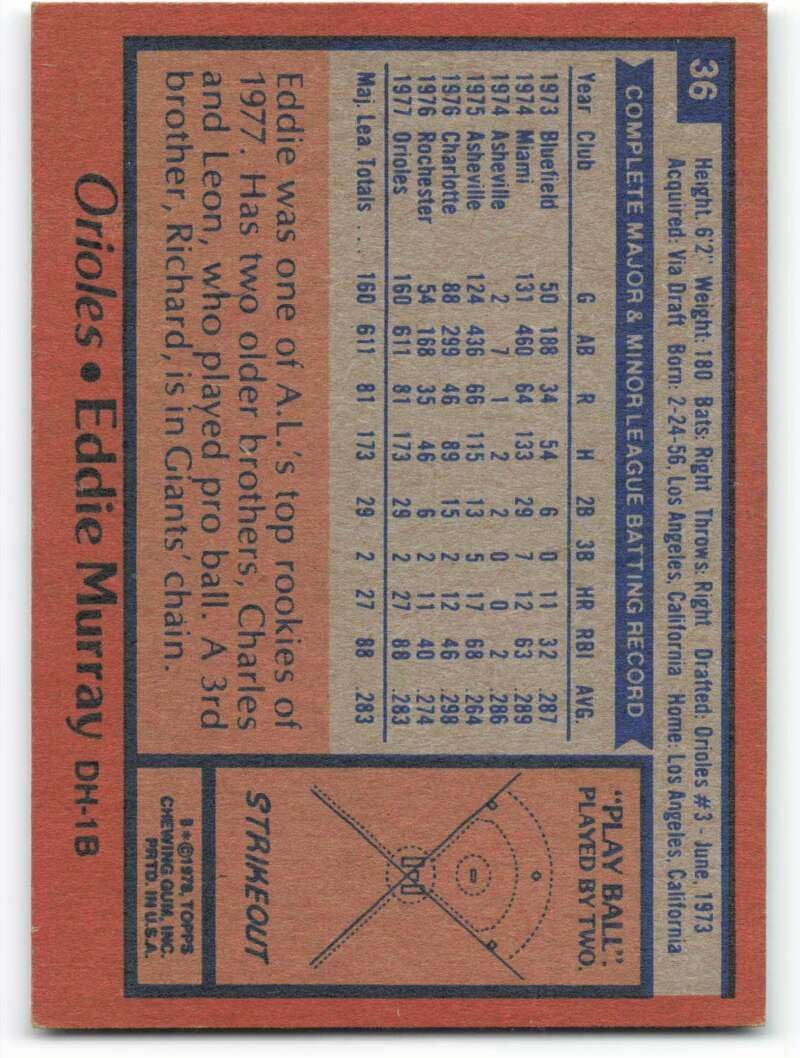 36
Height: 6'2" Weight: 180 Bats: Right Throws: Right Drafted: Orioles #3 - June, 1973
Acquired: Via Draft Born: 2-24-56, Los Angeles, California Home: Los Angeles, California
COMPLETE MAJOR & MINOR LEAGUE BATTING RECORD
Year Club G AB R H 2B 3B HR RBI AVG.
1973 Bluefield 50 188 34 54 6 0 11 32 .287
1974 Miami 131 460 64 133 29 7 12 63 .289
1974 Asheville 2 7 1 2 2 0 0 2 .286
1975 Asheville 124 436 66 115 13 5 17 68 .264
1976 Charlotte 88 299 46 89 15 2 12 46 .298
1976 Rochester 54 168 35 46 6 2 11 40 .274
1977 Orioles 160 611 81 173 29 2 27 88 .283
Maj. Lea. Totals .... 160 611 81 173 29 2 27 88 .283
Eddie was one of A.L.'s top rookies of
1977. Has two older brothers, Charles
and Leon, who played pro ball. A 3rd
brother, Richard, is in Giants' chain.
"PLAY BALL":
PLAYED BY TWO.
STRIKEOUT
©1978, TOPPS
CHEWING GUM, INC.
PRTD. IN U.S.A.
Orioles • Eddie Murray DH-1B